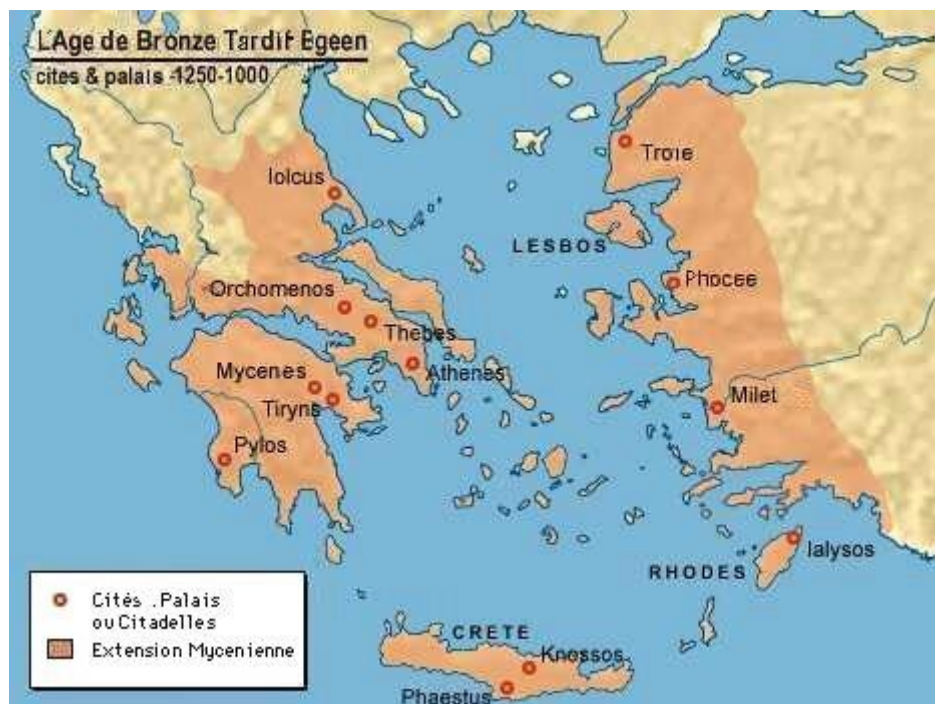 L'Age de Bronze Tardif Egeen
cites & palais -1250-1000
Troie
Iolcus
LESBOS
Phocee
Orchomenos
Thebes
Athenes
Mycenes
Tiryns
Milet
Pylos
Ialysos
RHODES
Cités .Palais
ou Citadelles
Extension Mycenienne
CRETE
Knossos
Phaestus